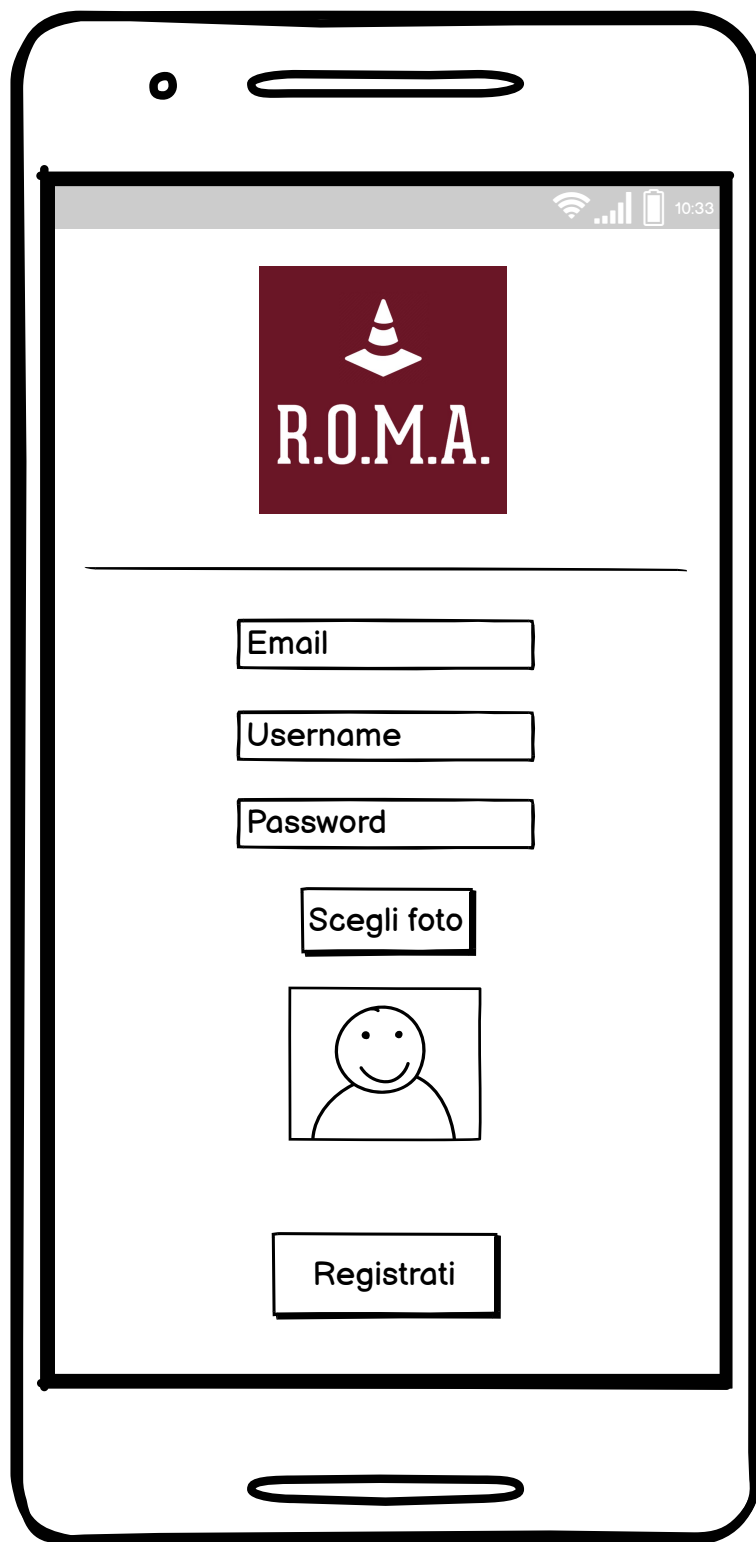 10:33
R.O.M.A.
Email
Username
Password
Scegli foto
Registrati